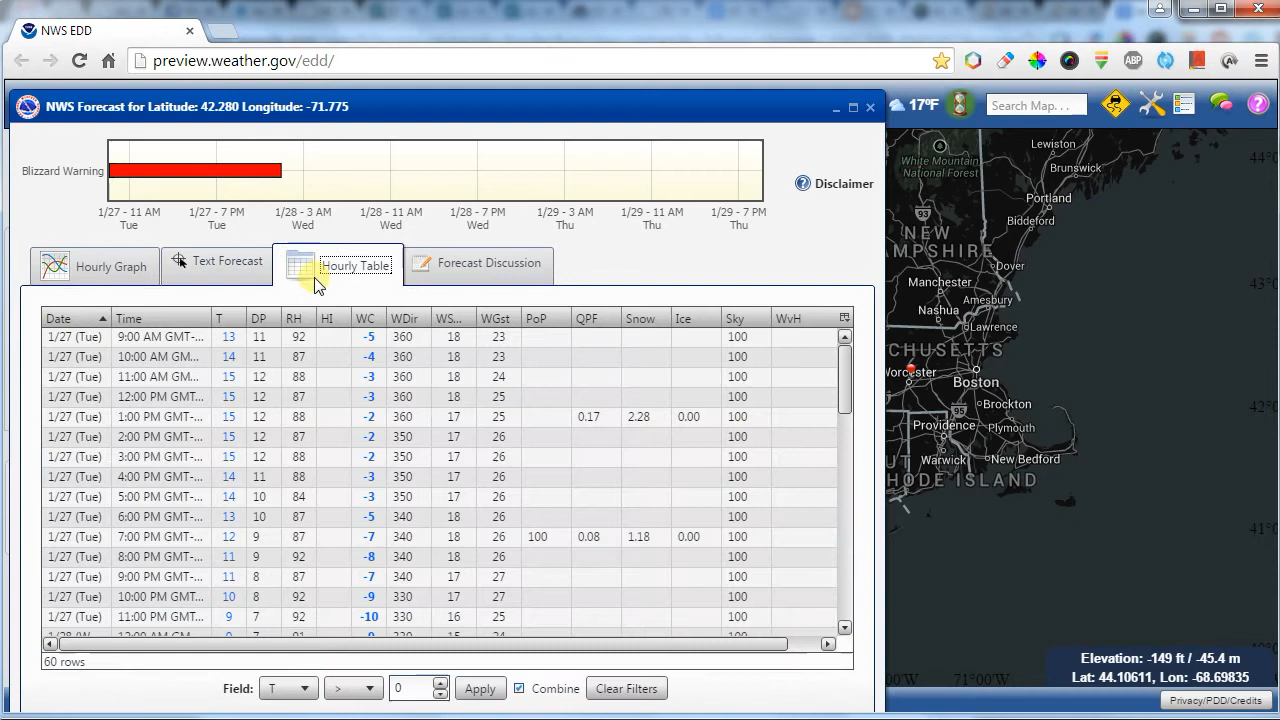 NWS EDD
preview.weather.gov/edd/
ABP
NWS Forecast for Latitude: 42.280 Longitude: -71.775
17°F
Search Map...
Blizzard Warning
Disclaimer
1/27 - 11 AM 1/27 - 7 PM 1/28 - 3 AM 1/28 - 11 AM 1/28 - 7 PM 1/29 - 3 AM 1/29 - 11 AM 1/29 - 7 PM
Tue Tue Wed Wed Wed Thu Thu Thu
Hourly Graph Text Forecast Hourly Table Forecast Discussion
Date Time T DP RH HI WC WDir WS... WGst PoP QPF Snow Ice Sky WvH
1/27 (Tue) 9:00 AM GMT-... 13 11 92 -5 360 18 23 100
1/27 (Tue) 10:00 AM GM... 14 11 87 -4 360 18 23 100
1/27 (Tue) 11:00 AM GM... 15 12 88 -3 360 18 24 100
1/27 (Tue) 12:00 PM GM... 15 12 87 -3 360 18 25 100
1/27 (Tue) 1:00 PM GMT-... 15 12 88 -2 360 17 25 0.17 2.28 0.00 100
1/27 (Tue) 2:00 PM GMT-... 15 12 87 -2 350 17 26 100
1/27 (Tue) 3:00 PM GMT-... 15 12 88 -2 350 17 26 100
1/27 (Tue) 4:00 PM GMT-... 14 11 88 -3 350 17 26 100
1/27 (Tue) 5:00 PM GMT-... 14 10 84 -3 350 17 26 100
1/27 (Tue) 6:00 PM GMT-... 13 10 87 -5 340 18 26 100
1/27 (Tue) 7:00 PM GMT-... 12 9 87 -7 340 18 26 100 0.08 1.18 0.00 100
1/27 (Tue) 8:00 PM GMT-... 11 9 92 -8 340 18 26 100
1/27 (Tue) 9:00 PM GMT-... 11 8 87 -7 340 17 27 100
1/27 (Tue) 10:00 PM GMT... 10 8 92 -9 330 17 27 100
1/27 (Tue) 11:00 PM GMT... 9 7 92 -10 330 16 25 100
60 rows
Field: T > 0 Apply Combine Clear Filters
Lewiston
White Mountain
National Forest
Brunswick
44°
Portland
93
Biddeford
NEW
AMPSHIRE
Dover
Manchester
43°
Amesbury
Nashua
Lawrence
CHUSETTS
Worcester
Boston
42°
95
Brockton
Providence
Plymouth
Warwick
New Bedford
UT
HODE ISLAND
41°
71°00'W
Elevation: -149 ft / -45.4 m
Lat: 44.10611, Lon: -68.69835
Privacy/PDD/Credits